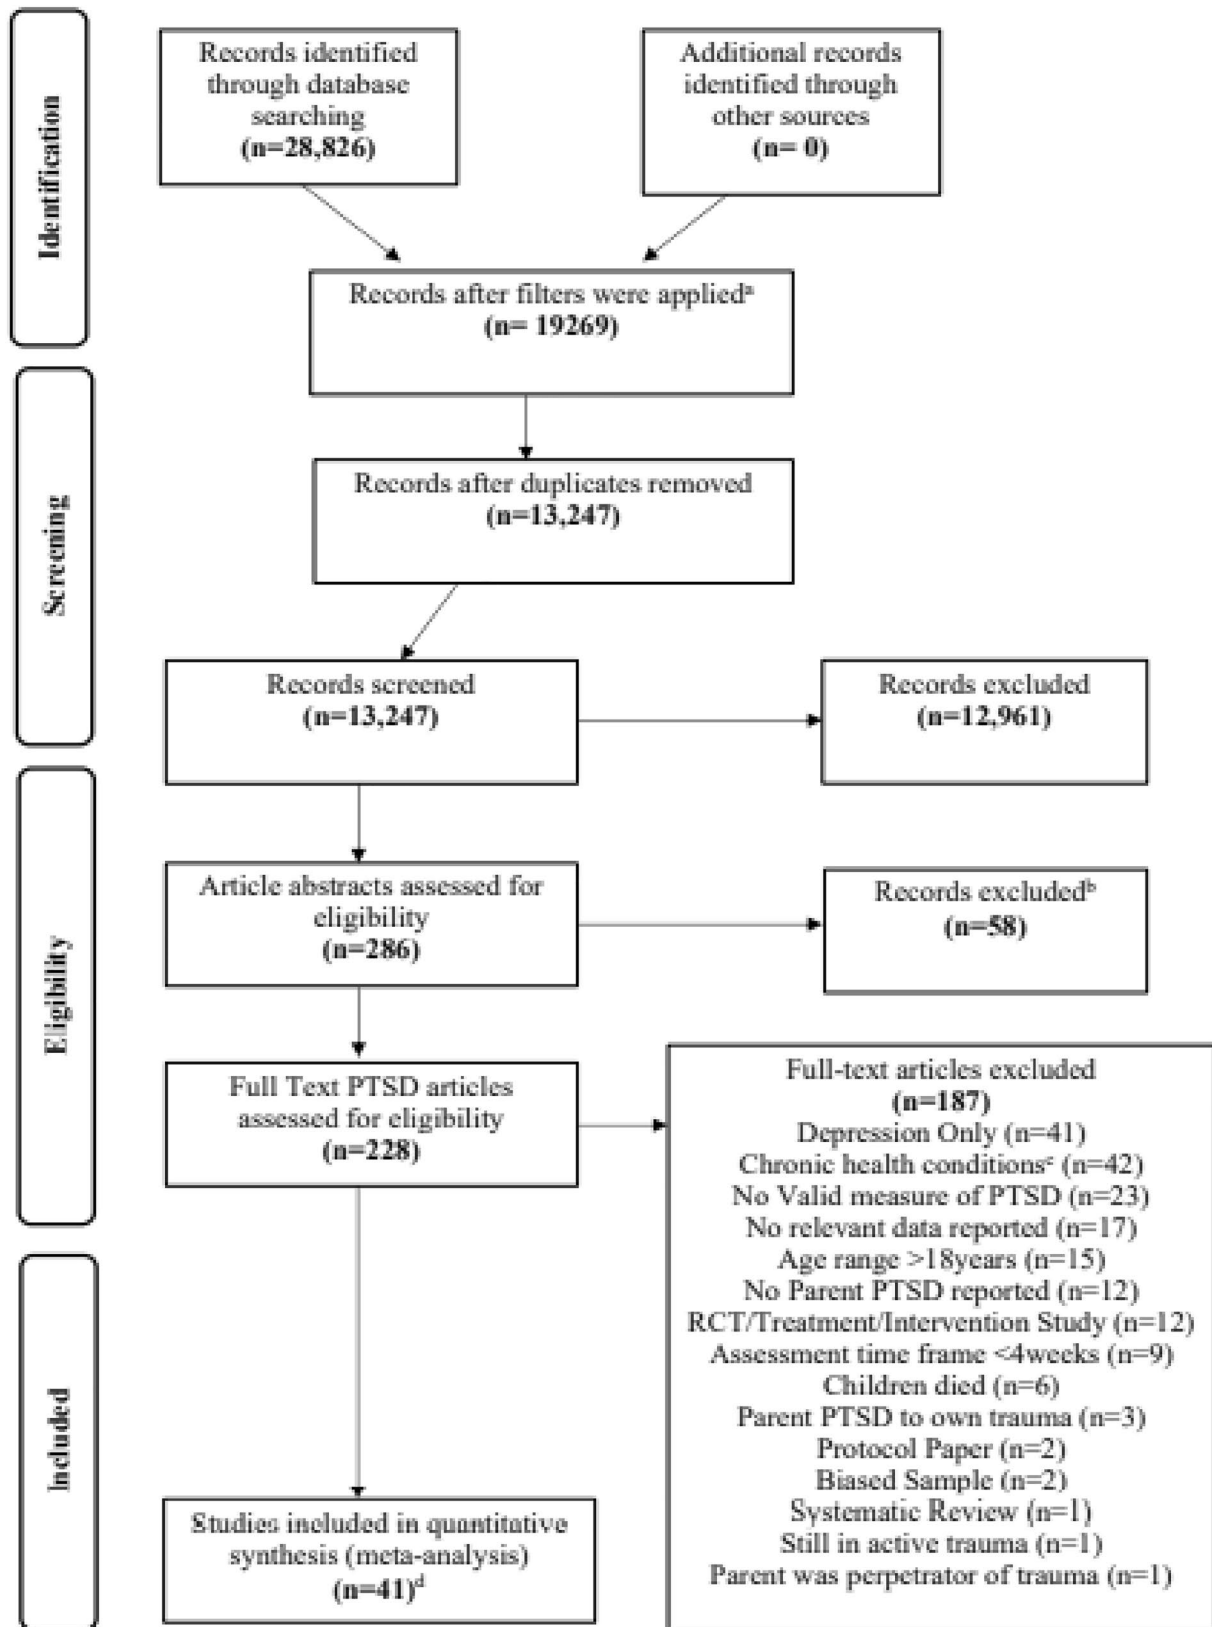 Identification
Records identified
through database
searching
(n=28,826)
Additional records
identified through
other sources
(n= 0)
Records after filters were appliedᵃ
(n= 19269)
Screening
Records after duplicates removed
(n=13,247)
Records screened
(n=13,247)
Records excluded
(n=12,961)
Eligibility
Article abstracts assessed for
eligibility
(n=286)
Records excludedᵇ
(n=58)
Full Text PTSD articles
assessed for eligibility
(n=228)
Full-text articles excluded
(n=187)
Depression Only (n=41)
Chronic health conditionsᶜ (n=42)
No Valid measure of PTSD (n=23)
No relevant data reported (n=17)
Age range >18years (n=15)
No Parent PTSD reported (n=12)
RCT/Treatment/Intervention Study (n=12)
Assessment time frame <4weeks (n=9)
Children died (n=6)
Parent PTSD to own trauma (n=3)
Protocol Paper (n=2)
Biased Sample (n=2)
Systematic Review (n=1)
Still in active trauma (n=1)
Parent was perpetrator of trauma (n=1)
Included
Studies included in quantitative
synthesis (meta-analysis)
(n=41)ᵈ